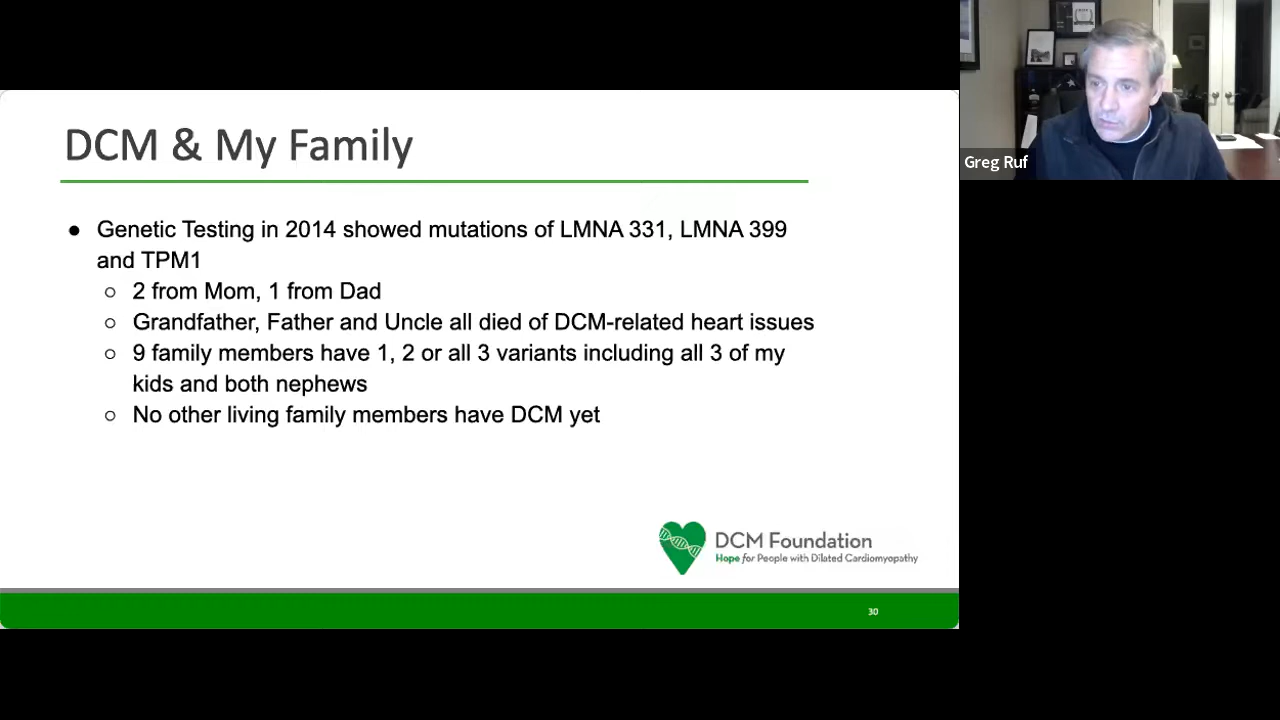 DCM & My Family
● Genetic Testing in 2014 showed mutations of LMNA 331, LMNA 399
and TPM1
○ 2 from Mom, 1 from Dad
○ Grandfather, Father and Uncle all died of DCM-related heart issues
○ 9 family members have 1, 2 or all 3 variants including all 3 of my
kids and both nephews
○ No other living family members have DCM yet
DCM Foundation
Hope for People with Dilated Cardiomyopathy
30
Greg Ruf